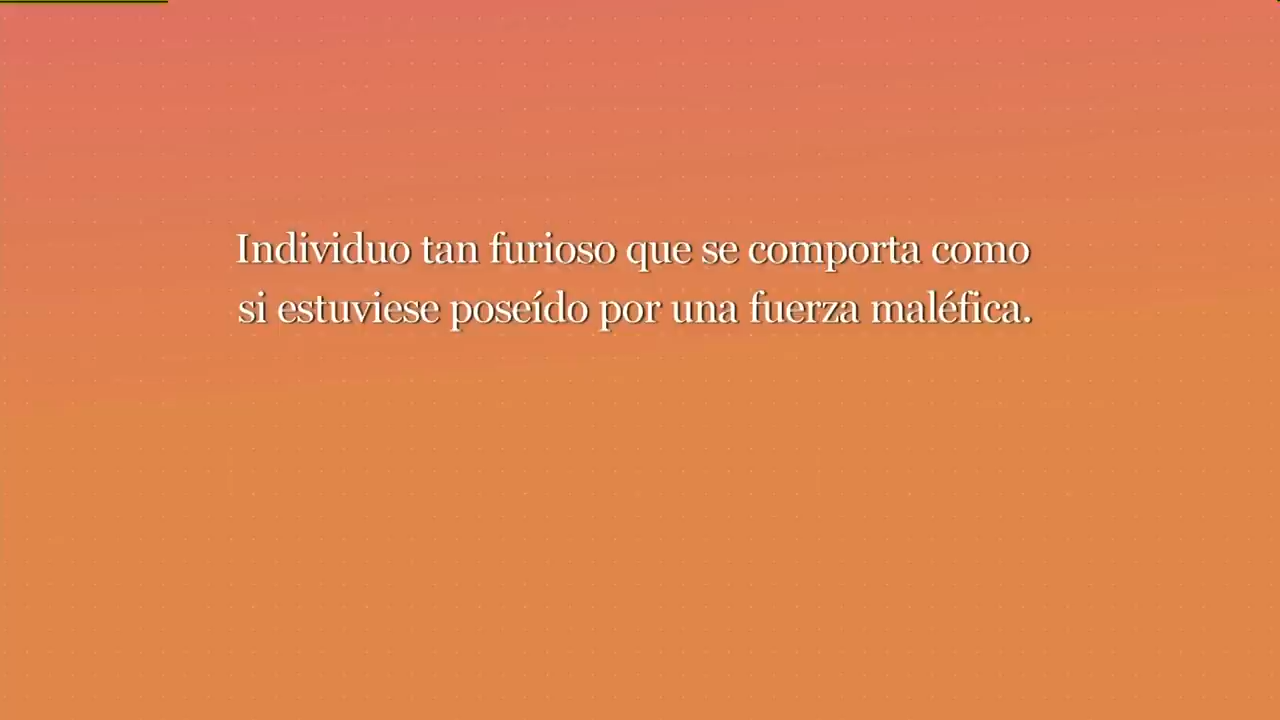 Individuo tan furioso que se comporta como
si estuviese poseído por una fuerza maléfica.